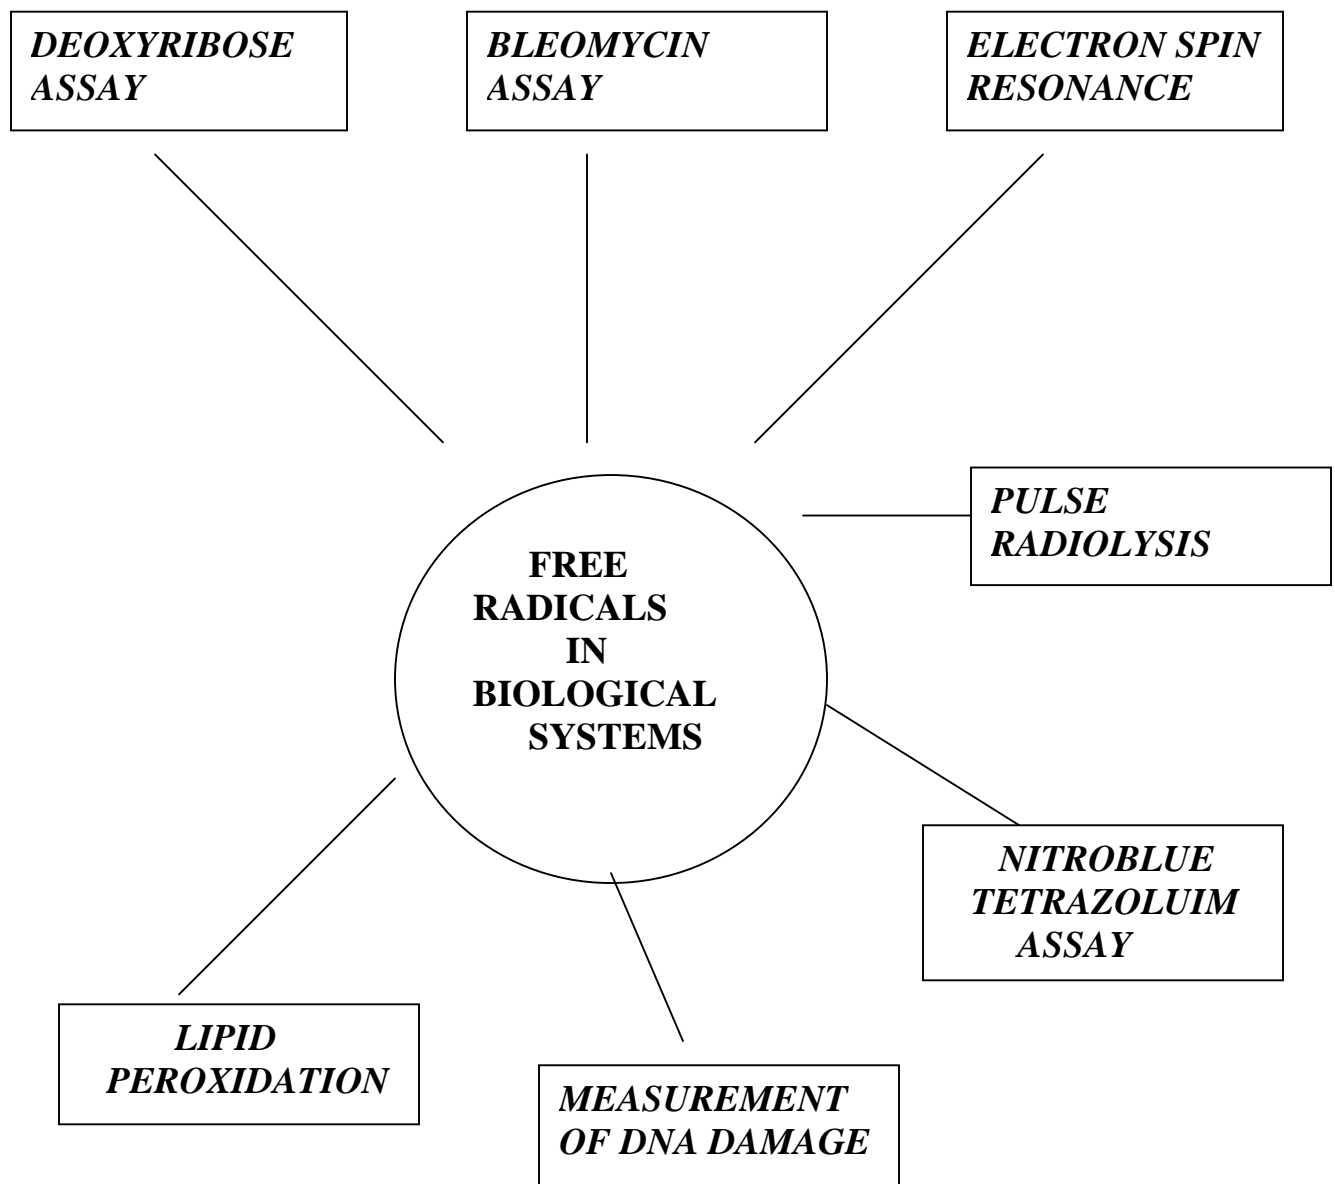 DEOXYRIBOSE
ASSAY
BLEOMYCIN
ASSAY
ELECTRON SPIN
RESONANCE
PULSE
RADIOLYSIS
FREE
RADICALS
IN
BIOLOGICAL
SYSTEMS
NITROBLUE
TETRAZOLUIM
ASSAY
LIPID
PEROXIDATION
MEASUREMENT
OF DNA DAMAGE